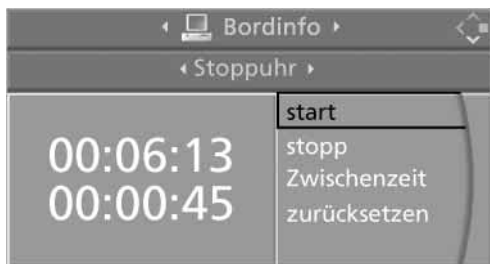 Bordinfo
Stoppuhr
00:06:13
00:00:45
start
stopp
Zwischenzeit
zurücksetzen